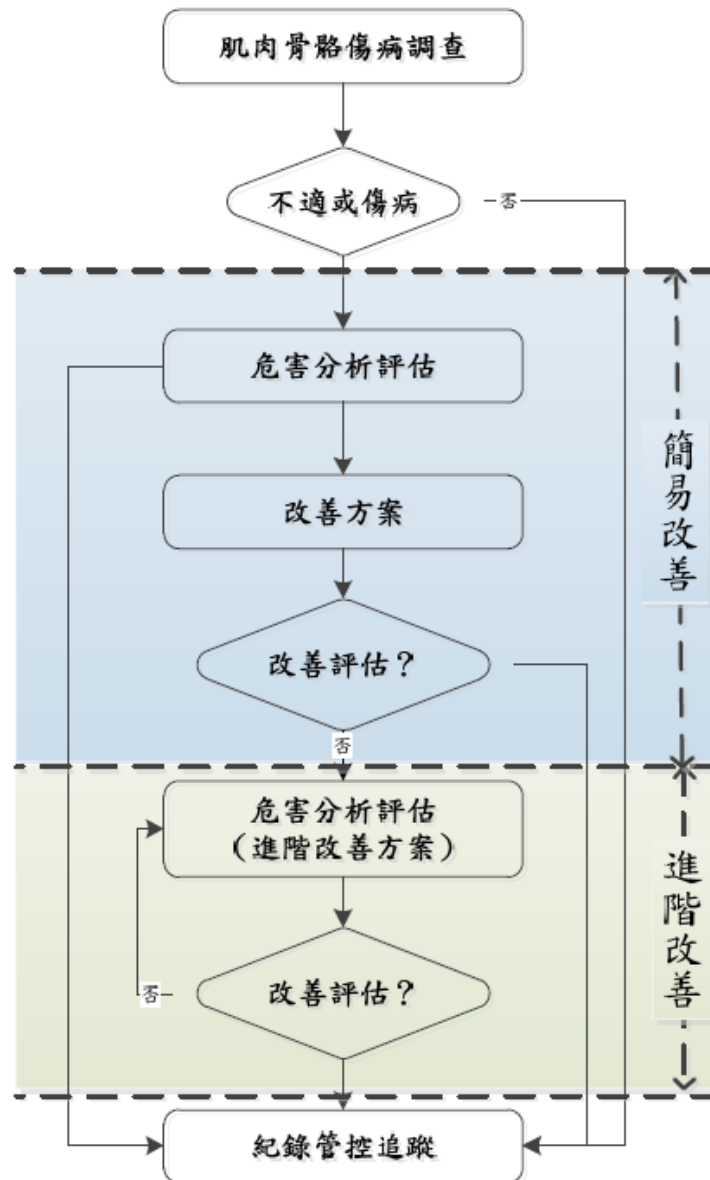 肌肉骨骼傷病調查
不適或傷病
否
危害分析評估
改善方案
簡易改善
改善評估？
否
危害分析評估
（進階改善方案）
進階改善
否
改善評估？
紀錄管控追蹤